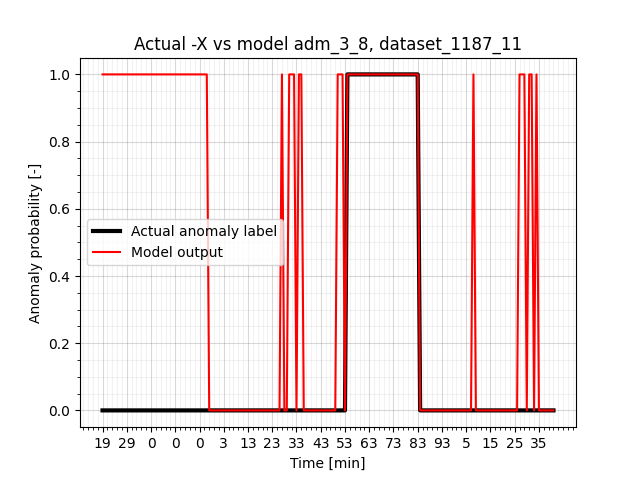 Actual -X vs model adm_3_8, dataset_1187_11
Anomaly probability [-]
1.0
0.8
0.6
0.4
0.2
0.0
Actual anomaly label
Model output
19 29 0 0 0 3 13 23 33 43 53 63 73 83 93 5 15 25 35
Time [min]